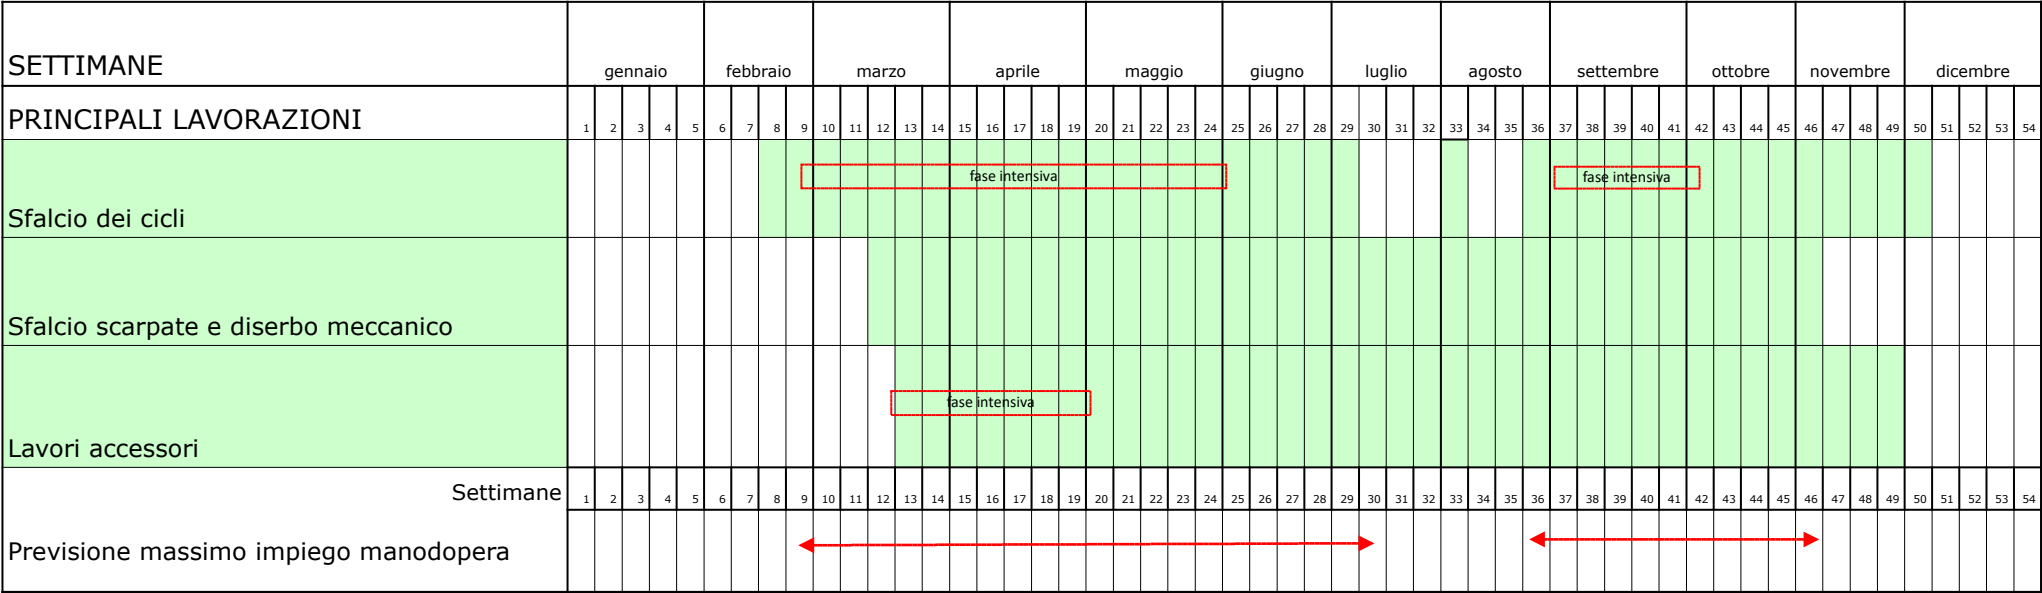 SETTIMANE gennaio febbraio marzo aprile maggio giugno luglio agosto settembre ottobre novembre dicembre
PRINCIPALI LAVORAZIONI 1 2 3 4 5 6 7 8 9 10 11 12 13 14 15 16 17 18 19 20 21 22 23 24 25 26 27 28 29 30 31 32 33 34 35 36 37 38 39 40 41 42 43 44 45 46 47 48 49 50 51 52 53 54
fase intensiva fase intensiva
Sfalcio dei cicli
Sfalcio scarpate e diserbo meccanico
fase intensiva
Lavori accessori
Settimane 1 2 3 4 5 6 7 8 9 10 11 12 13 14 15 16 17 18 19 20 21 22 23 24 25 26 27 28 29 30 31 32 33 34 35 36 37 38 39 40 41 42 43 44 45 46 47 48 49 50 51 52 53 54
Previsione massimo impiego manodopera